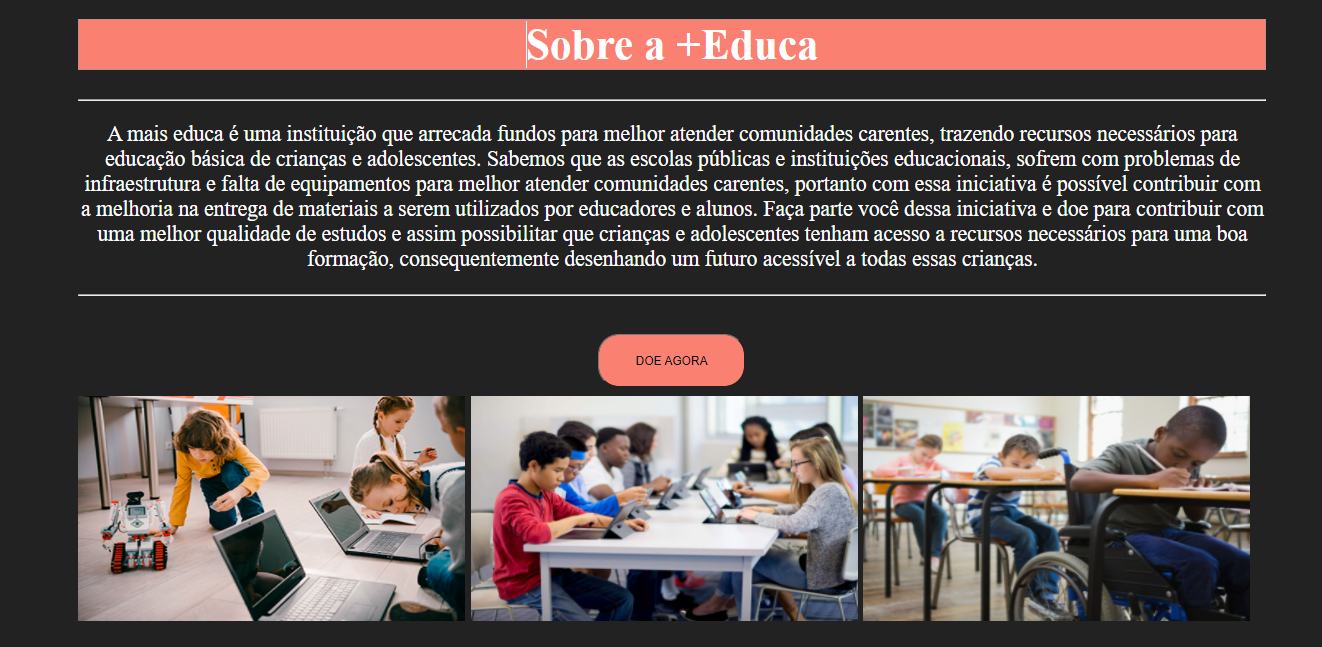 Sobre a +Educa
A mais educa é uma instituição que arrecada fundos para melhor atender comunidades carentes, trazendo recursos necessários para
educação básica de crianças e adolescentes. Sabemos que as escolas públicas e instituições educacionais, sofrem com problemas de
infraestrutura e falta de equipamentos para melhor atender comunidades carentes, portanto com essa iniciativa é possível contribuir com
a melhoria na entrega de materiais a serem utilizados por educadores e alunos. Faça parte você dessa iniciativa e doe para contribuir com
uma melhor qualidade de estudos e assim possibilitar que crianças e adolescentes tenham acesso a recursos necessários para uma boa
formação, consequentemente desenhando um futuro acessível a todas essas crianças.
DOE AGORA